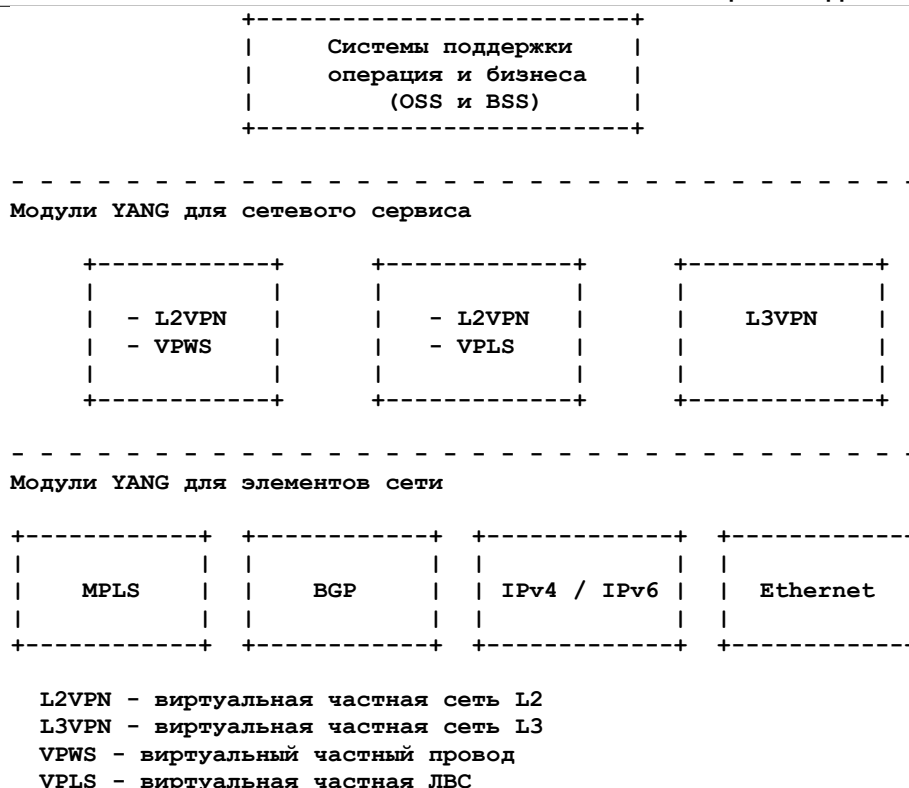 Системы поддержки
операция и бизнеса
(OSS и BSS)
Модули YANG для сетевого сервиса
- L2VPN - L2VPN L3VPN
- VPWS - VPLS
Модули YANG для элементов сети
MPLS BGP IPv4 / IPv6 Ethernet
L2VPN - виртуальная частная сеть L2
L3VPN - виртуальная частная сеть L3
VPWS - виртуальный частный провод
VPLS - виртуальная частная ЛВС